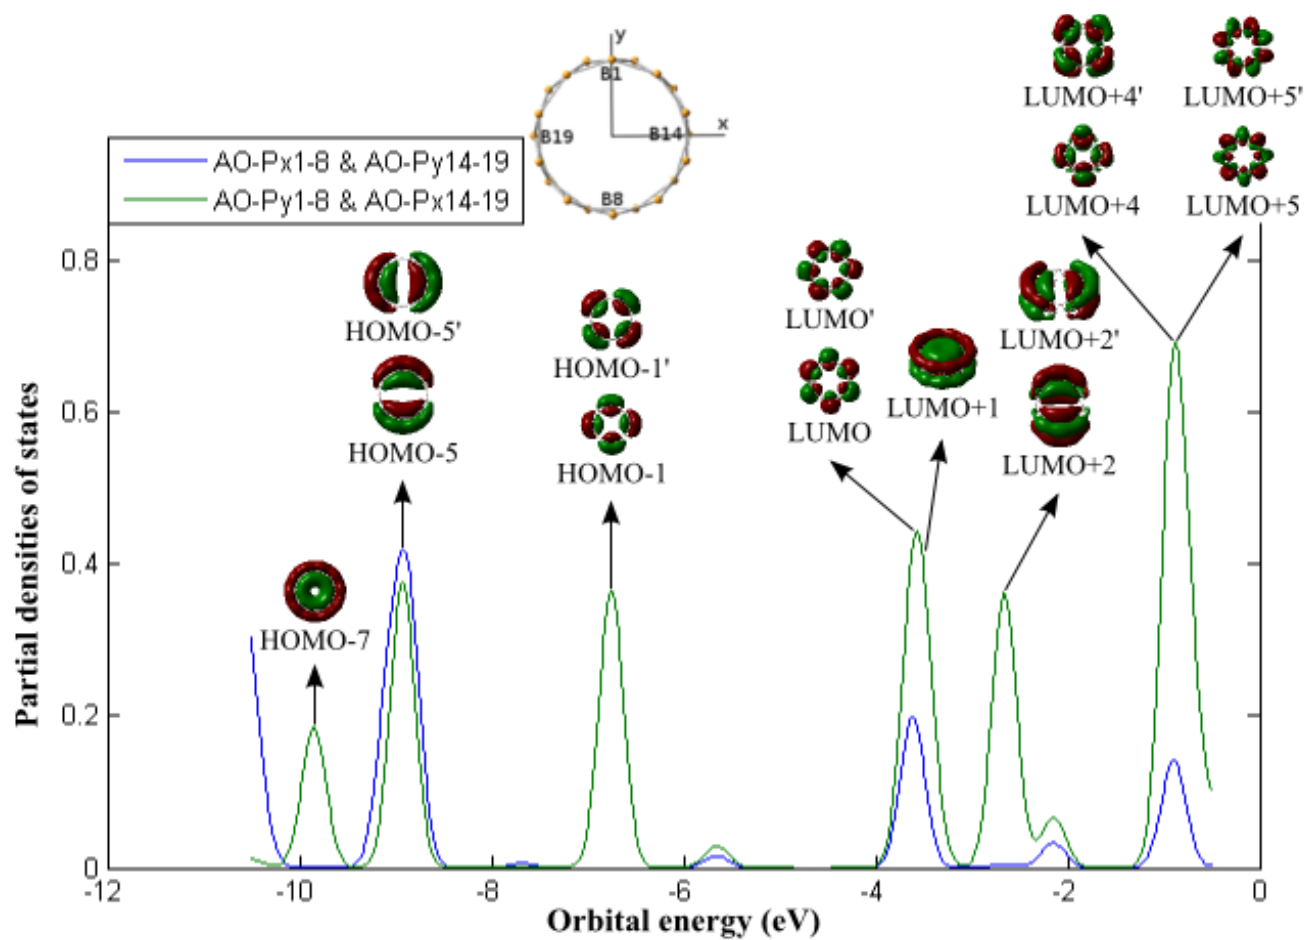 y
B1
x
B19
B14
B8
AO-Px1-8 & AO-Py14-19
AO-Py1-8 & AO-Px14-19
LUMO+4'
LUMO+5'
LUMO+4
LUMO+5
HOMO-5'
HOMO-5
HOMO-1'
HOMO-1
LUMO'
LUMO
LUMO+1
LUMO+2'
LUMO+2
HOMO-7
Partial densities of states
0.8
0.6
0.4
0.2
0
-12
-10
-8
-6
-4
-2
0
Orbital energy (eV)